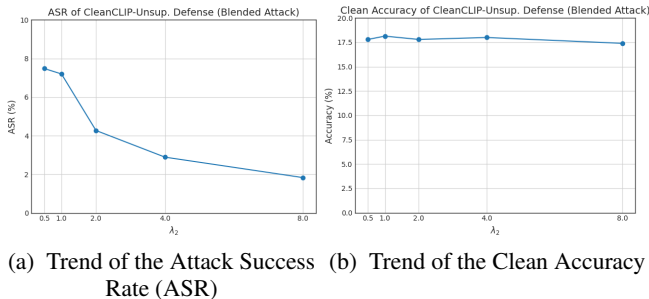 ASR of CleanCLIP-Unsup. Defense (Blended Attack)
10
8
6
4
2
0
ASR (%)
0.5 1.0 2.0 4.0 8.0
λ2
(a) Trend of the Attack Success
Rate (ASR)
Clean Accuracy of CleanCLIP-Unsup. Defense (Blended Attack)
20.0
17.5
15.0
12.5
10.0
7.5
5.0
2.5
0.0
Accuracy (%)
0.5 1.0 2.0 4.0 8.0
λ2
(b) Trend of the Clean Accuracy